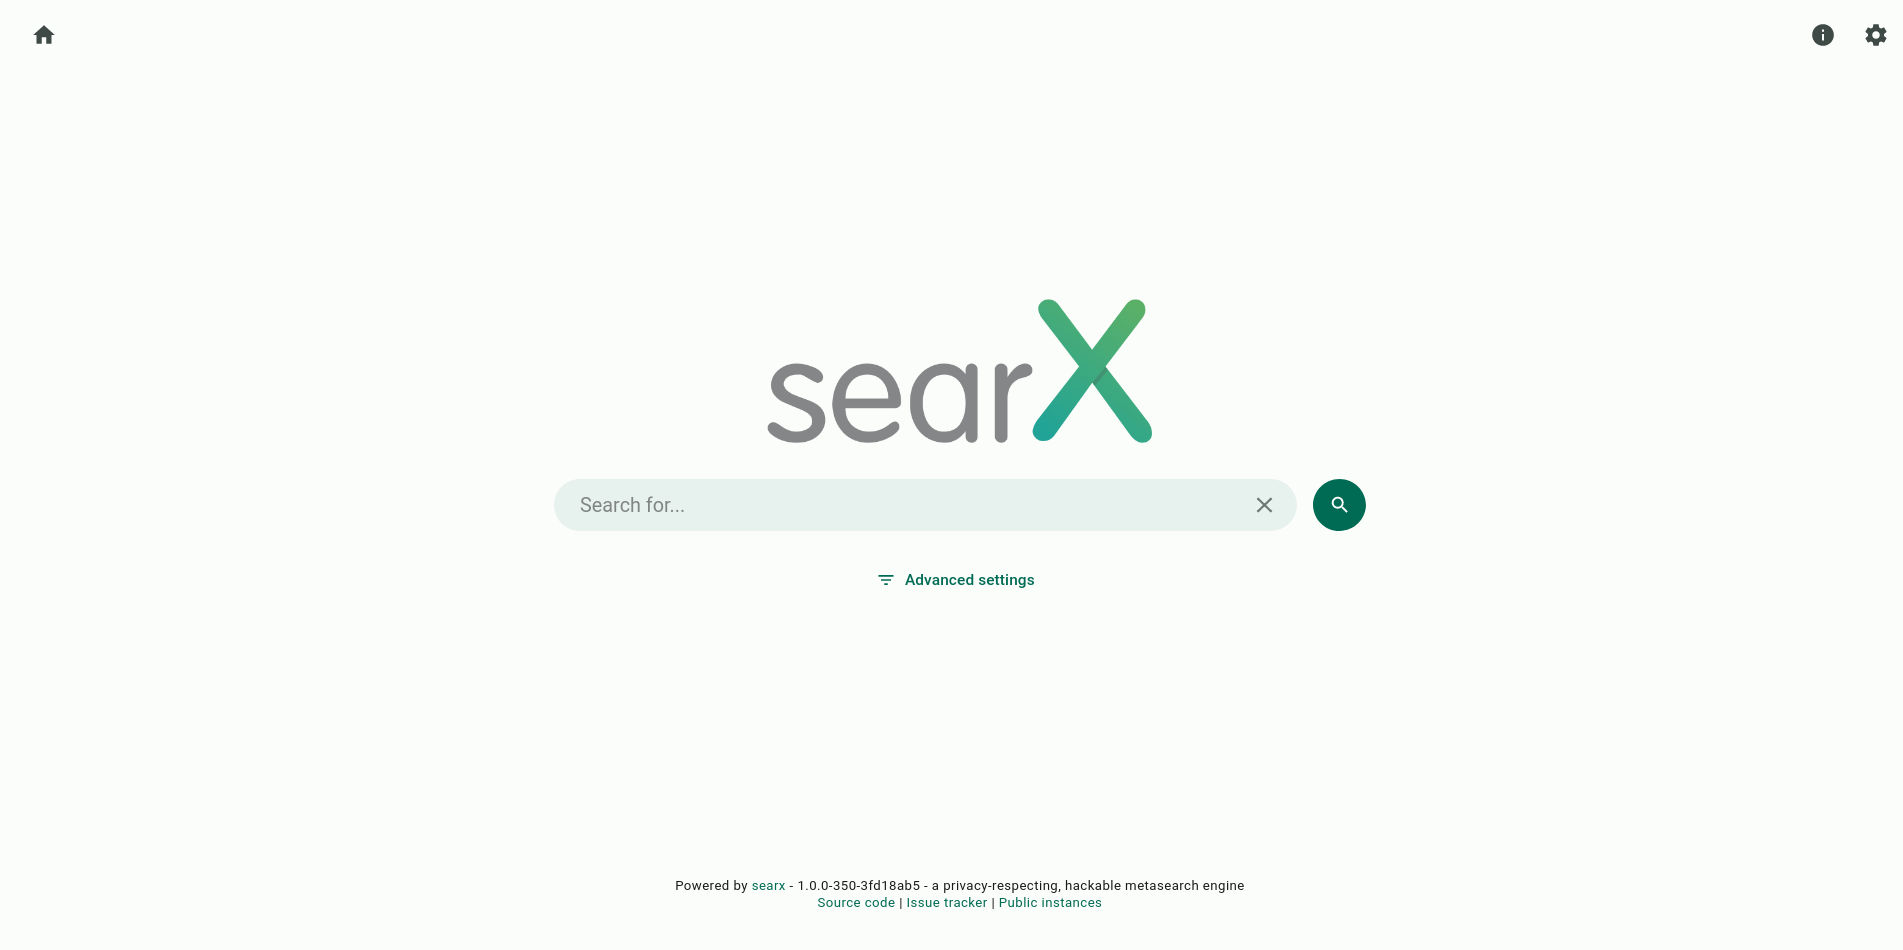 searX
Search for...
Advanced settings
Powered by searx - 1.0.0-350-3fd18ab5 - a privacy-respecting, hackable metasearch engine
Source code | Issue tracker | Public instances